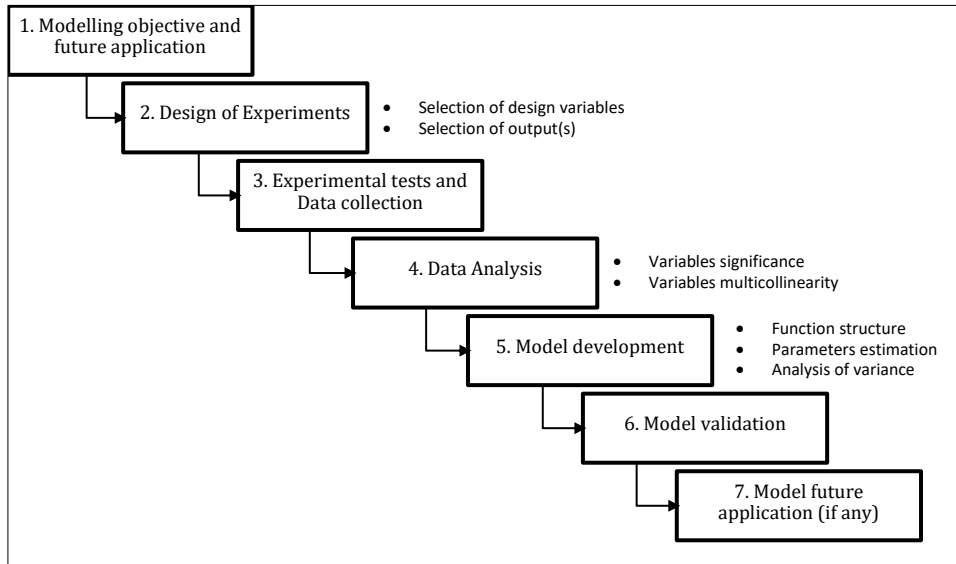 1. Modelling objective and
future application
2. Design of Experiments
• Selection of design variables
• Selection of output(s)
3. Experimental tests and
Data collection
4. Data Analysis
• Variables significance
• Variables multicollinearity
5. Model development
• Function structure
• Parameters estimation
• Analysis of variance
6. Model validation
7. Model future
application (if any)